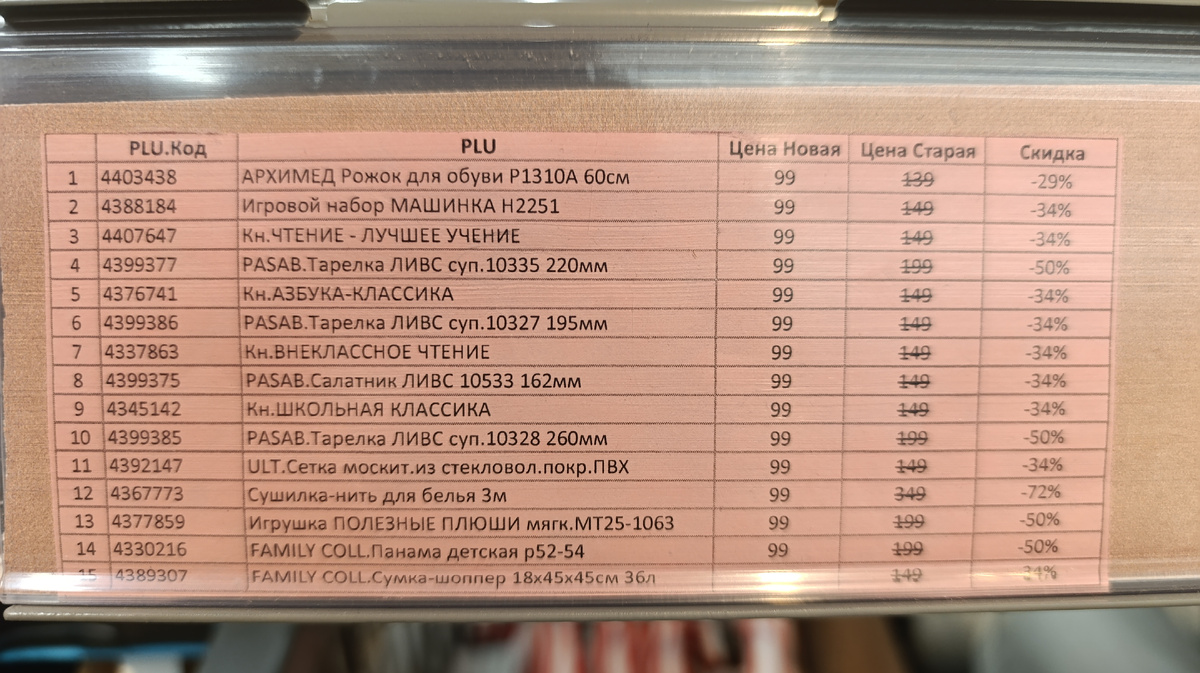 PLU.Код PLU Цена Новая Цена Старая Скидка
1 4403438 АРХИМЕД Рожок для обуви P1310A 60см 99 139 -29%
2 4388184 Игровой набор МАШИНКА H2251 99 149 -34%
3 4407647 Кн.ЧТЕНИЕ - ЛУЧШЕЕ УЧЕНИЕ 99 149 -34%
4 4399377 PASAB.Тарелка ЛИВС суп.10335 220мм 99 199 -50%
5 4376741 Кн.АЗБУКА-КЛАССИКА 99 149 -34%
6 4399386 PASAB.Тарелка ЛИВС суп.10327 195мм 99 149 -34%
7 4337863 Кн.ВНЕКЛАССНОЕ ЧТЕНИЕ 99 149 -34%
8 4399375 PASAB.Салатник ЛИВС 10533 162мм 99 149 -34%
9 4345142 Кн.ШКОЛЬНАЯ КЛАССИКА 99 149 -34%
10 4399385 PASAB.Тарелка ЛИВС суп.10328 260мм 99 199 -50%
11 4392147 ULT.Сетка москит.из стекловол.покр.ПВХ 99 149 -34%
12 4367773 Сушилка-нить для белья 3м 99 349 -72%
13 4377859 Игрушка ПОЛЕЗНЫЕ ПЛЮШИ мягк.МТ25-1063 99 199 -50%
14 4330216 FAMILY COLL.Панама детская р52-54 99 199 -50%
15 4389307 FAMILY COLL.Сумка-шоппер 18х45х45см 36л 149 34%